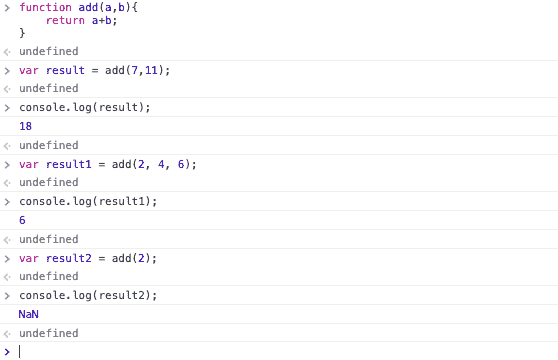 > function add(a,b){
return a+b;
}
<· undefined
> var result = add(7,11);
<· undefined
> console.log(result);
18
<· undefined
> var result1 = add(2, 4, 6);
<· undefined
> console.log(result1);
6
<· undefined
> var result2 = add(2);
<· undefined
> console.log(result2);
NaN
<· undefined
>